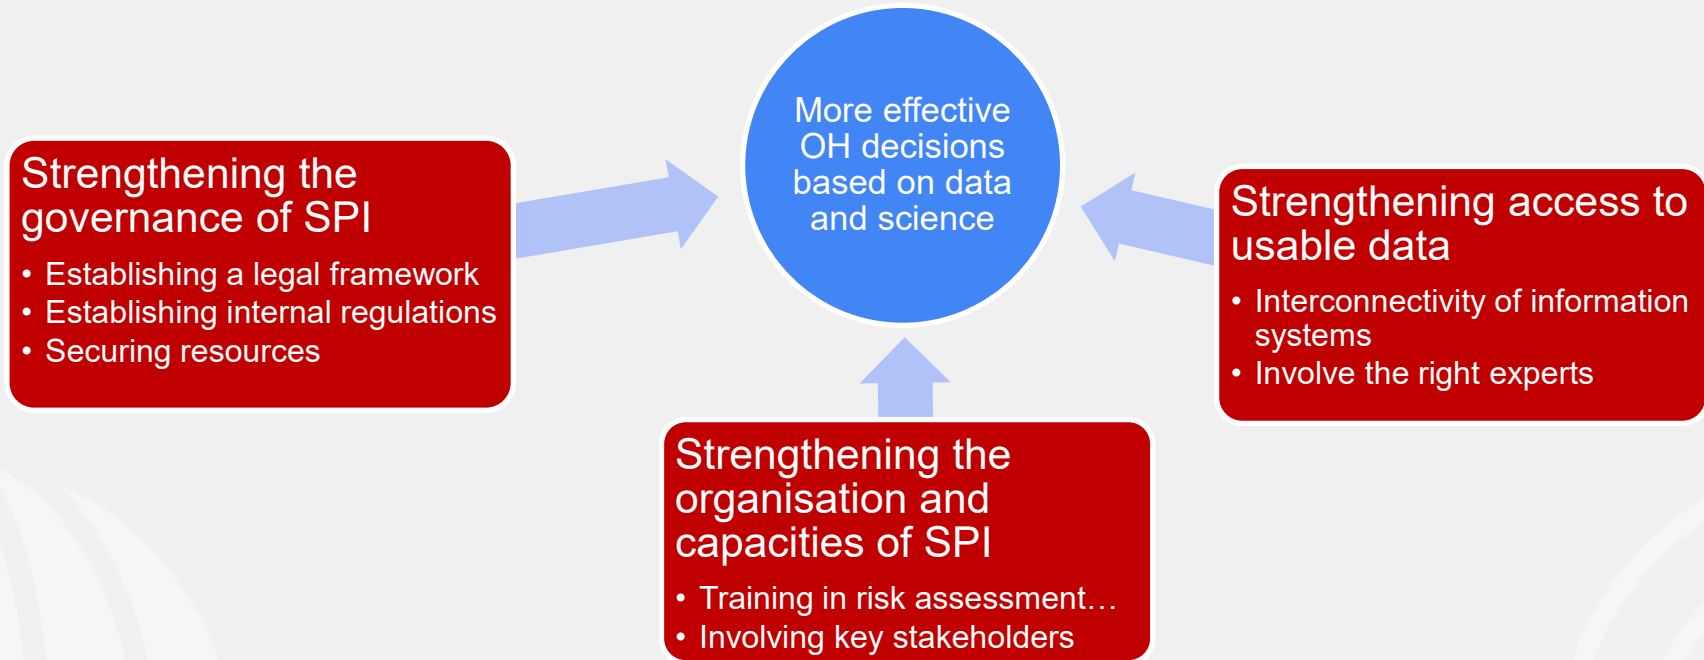 More effective
OH decisions
based on data
and science
Strengthening the
governance of SPI
• Establishing a legal framework
• Establishing internal regulations
• Securing resources
Strengthening access to
usable data
• Interconnectivity of information
systems
• Involve the right experts
Strengthening the
organisation and
capacities of SPI
• Training in risk assessment…
• Involving key stakeholders